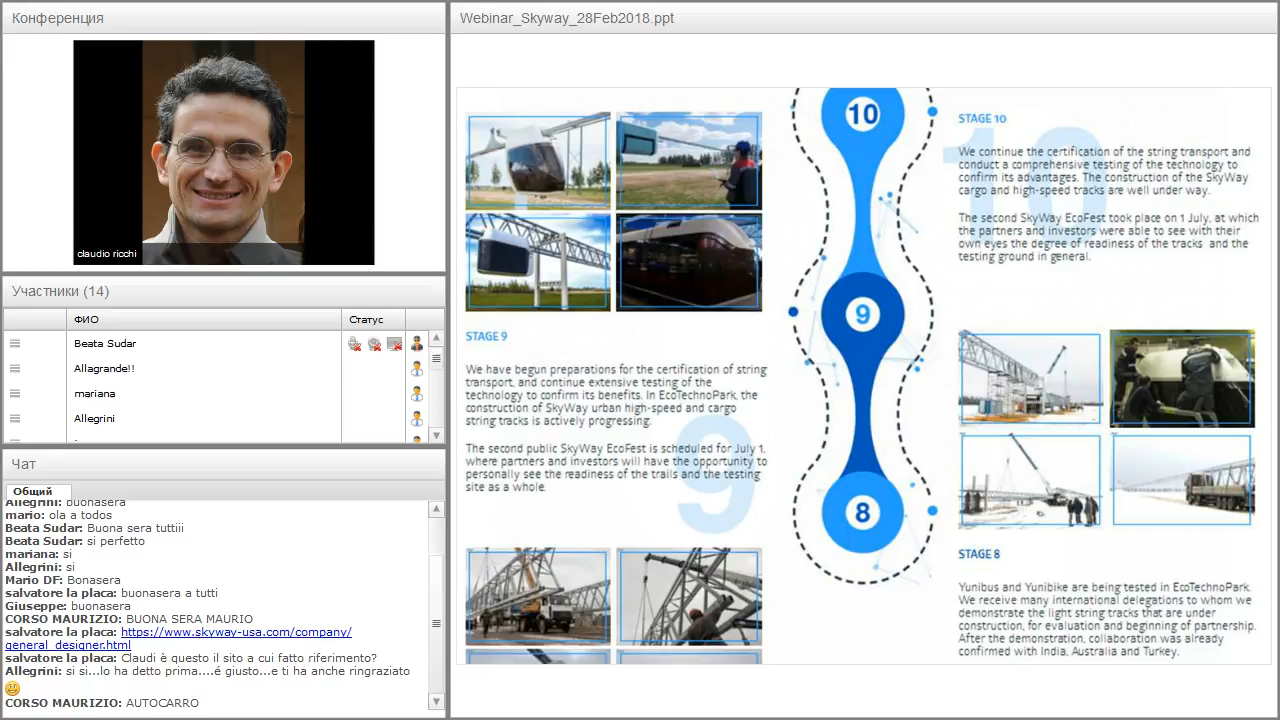 Конференция
claudio ricchi
Участники (14)
ФИО
Статус
Beata Sudar
Allagrande!!
mariana
Allegrini
Чат
Общий
Allegrini: buonasera
mario: ola a todos
Beata Sudar: Buona sera tuttiii
Beata Sudar: si perfetto
mariana: si
Allegrini: si
Mario DF: Bonasera
salvatore la placa: buonasera a tutti
Giuseppe: buonasera
CORSO MAURIZIO: BUONA SERA MAURIO
salvatore la placa: https://www.skyway-usa.com/company/
general_designer.html
salvatore la placa: Claudi è questo il sito a cui fatto riferimento?
Allegrini: si si...lo ha detto prima....é giusto...e ti ha anche ringraziato
CORSO MAURIZIO: AUTOCARRO
Webinar_Skyway_28Feb2018.ppt
10
STAGE 10
10
We continue the certification of the string transport and
conduct a comprehensive testing of the technology to
confirm its advantages. The construction of the SkyWay
cargo and high-speed tracks are well under way.
The second SkyWay EcoFest took place on 1 July, at which
the partners and investors were able to see with their
own eyes the degree of readiness of the tracks and the
testing ground in general.
9
STAGE 9
9
We have begun preparations for the certification of string
transport, and continue extensive testing of the
technology to confirm its benefits. In EcoTechnoPark, the
construction of SkyWay urban high-speed and cargo
string tracks is actively progressing.
The second public SkyWay EcoFest is scheduled for July 1,
where partners and investors will have the opportunity to
personally see the readiness of the trails and the testing
site as a whole.
8
STAGE 8
Yunibus and Yunibike are being tested in EcoTechnoPark.
We receive many international delegations to whom we
demonstrate the light string tracks that are under
construction, for evaluation and beginning of partnership.
After the demonstration, collaboration was already
confirmed with India, Australia and Turkey.